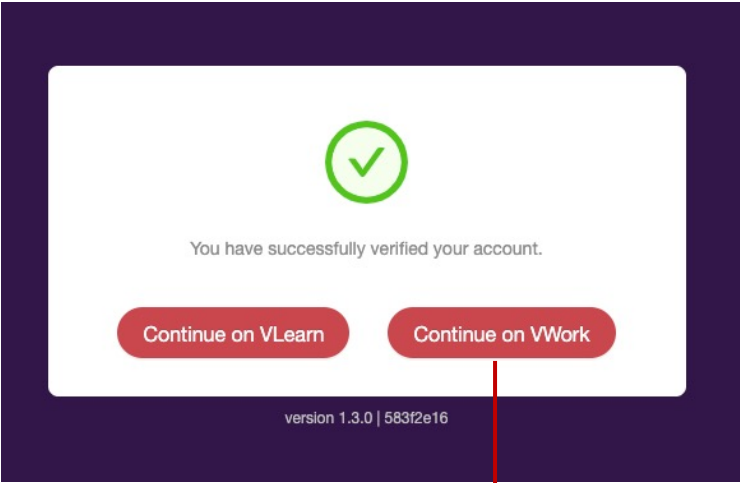 You have successfully verified your account.
Continue on VLearn Continue on VWork
version 1.3.0 | 583f2e16